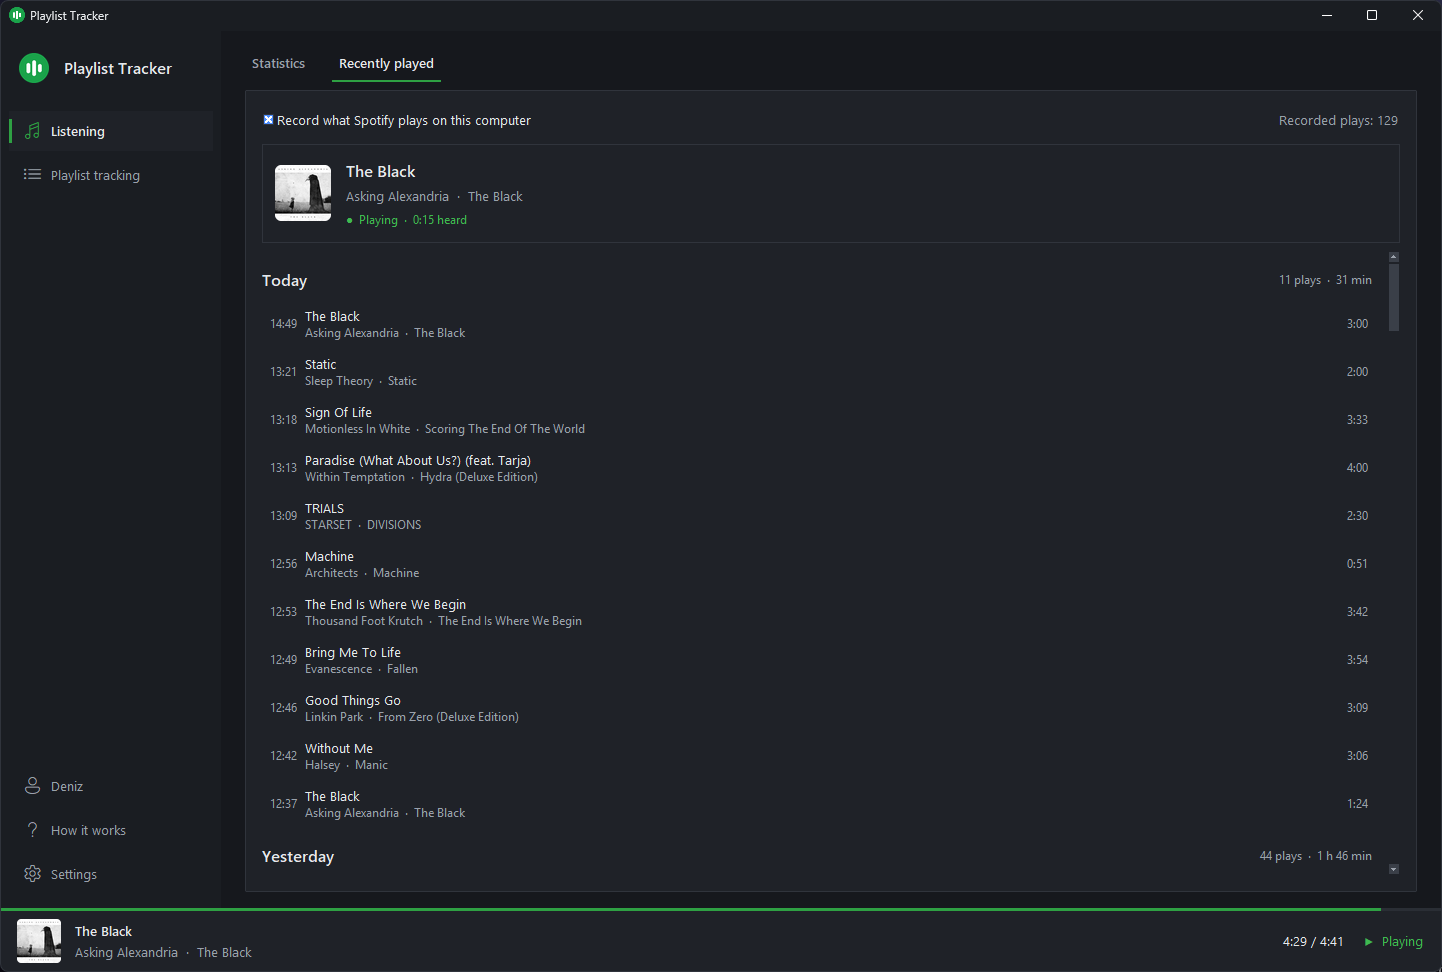 Playlist Tracker
Playlist Tracker
Listening
Playlist tracking
Deniz
How it works
Settings
Statistics
Recently played
Record what Spotify plays on this computer
Recorded plays: 129
The Black
Asking Alexandria · The Black
Playing · 0:15 heard
Today
11 plays · 31 min
14:49
The Black
Asking Alexandria · The Black
3:00
13:21
Static
Sleep Theory · Static
2:00
13:18
Sign Of Life
Motionless In White · Scoring The End Of The World
3:33
13:13
Paradise (What About Us?) (feat. Tarja)
Within Temptation · Hydra (Deluxe Edition)
4:00
13:09
TRIALS
STARSET · DIVISIONS
2:30
12:56
Machine
Architects · Machine
0:51
12:53
The End Is Where We Begin
Thousand Foot Krutch · The End Is Where We Begin
3:42
12:49
Bring Me To Life
Evanescence · Fallen
3:54
12:46
Good Things Go
Linkin Park · From Zero (Deluxe Edition)
3:09
12:42
Without Me
Halsey · Manic
3:06
12:37
The Black
Asking Alexandria · The Black
1:24
Yesterday
44 plays · 1 h 46 min
The Black
Asking Alexandria · The Black
4:29 / 4:41
Playing